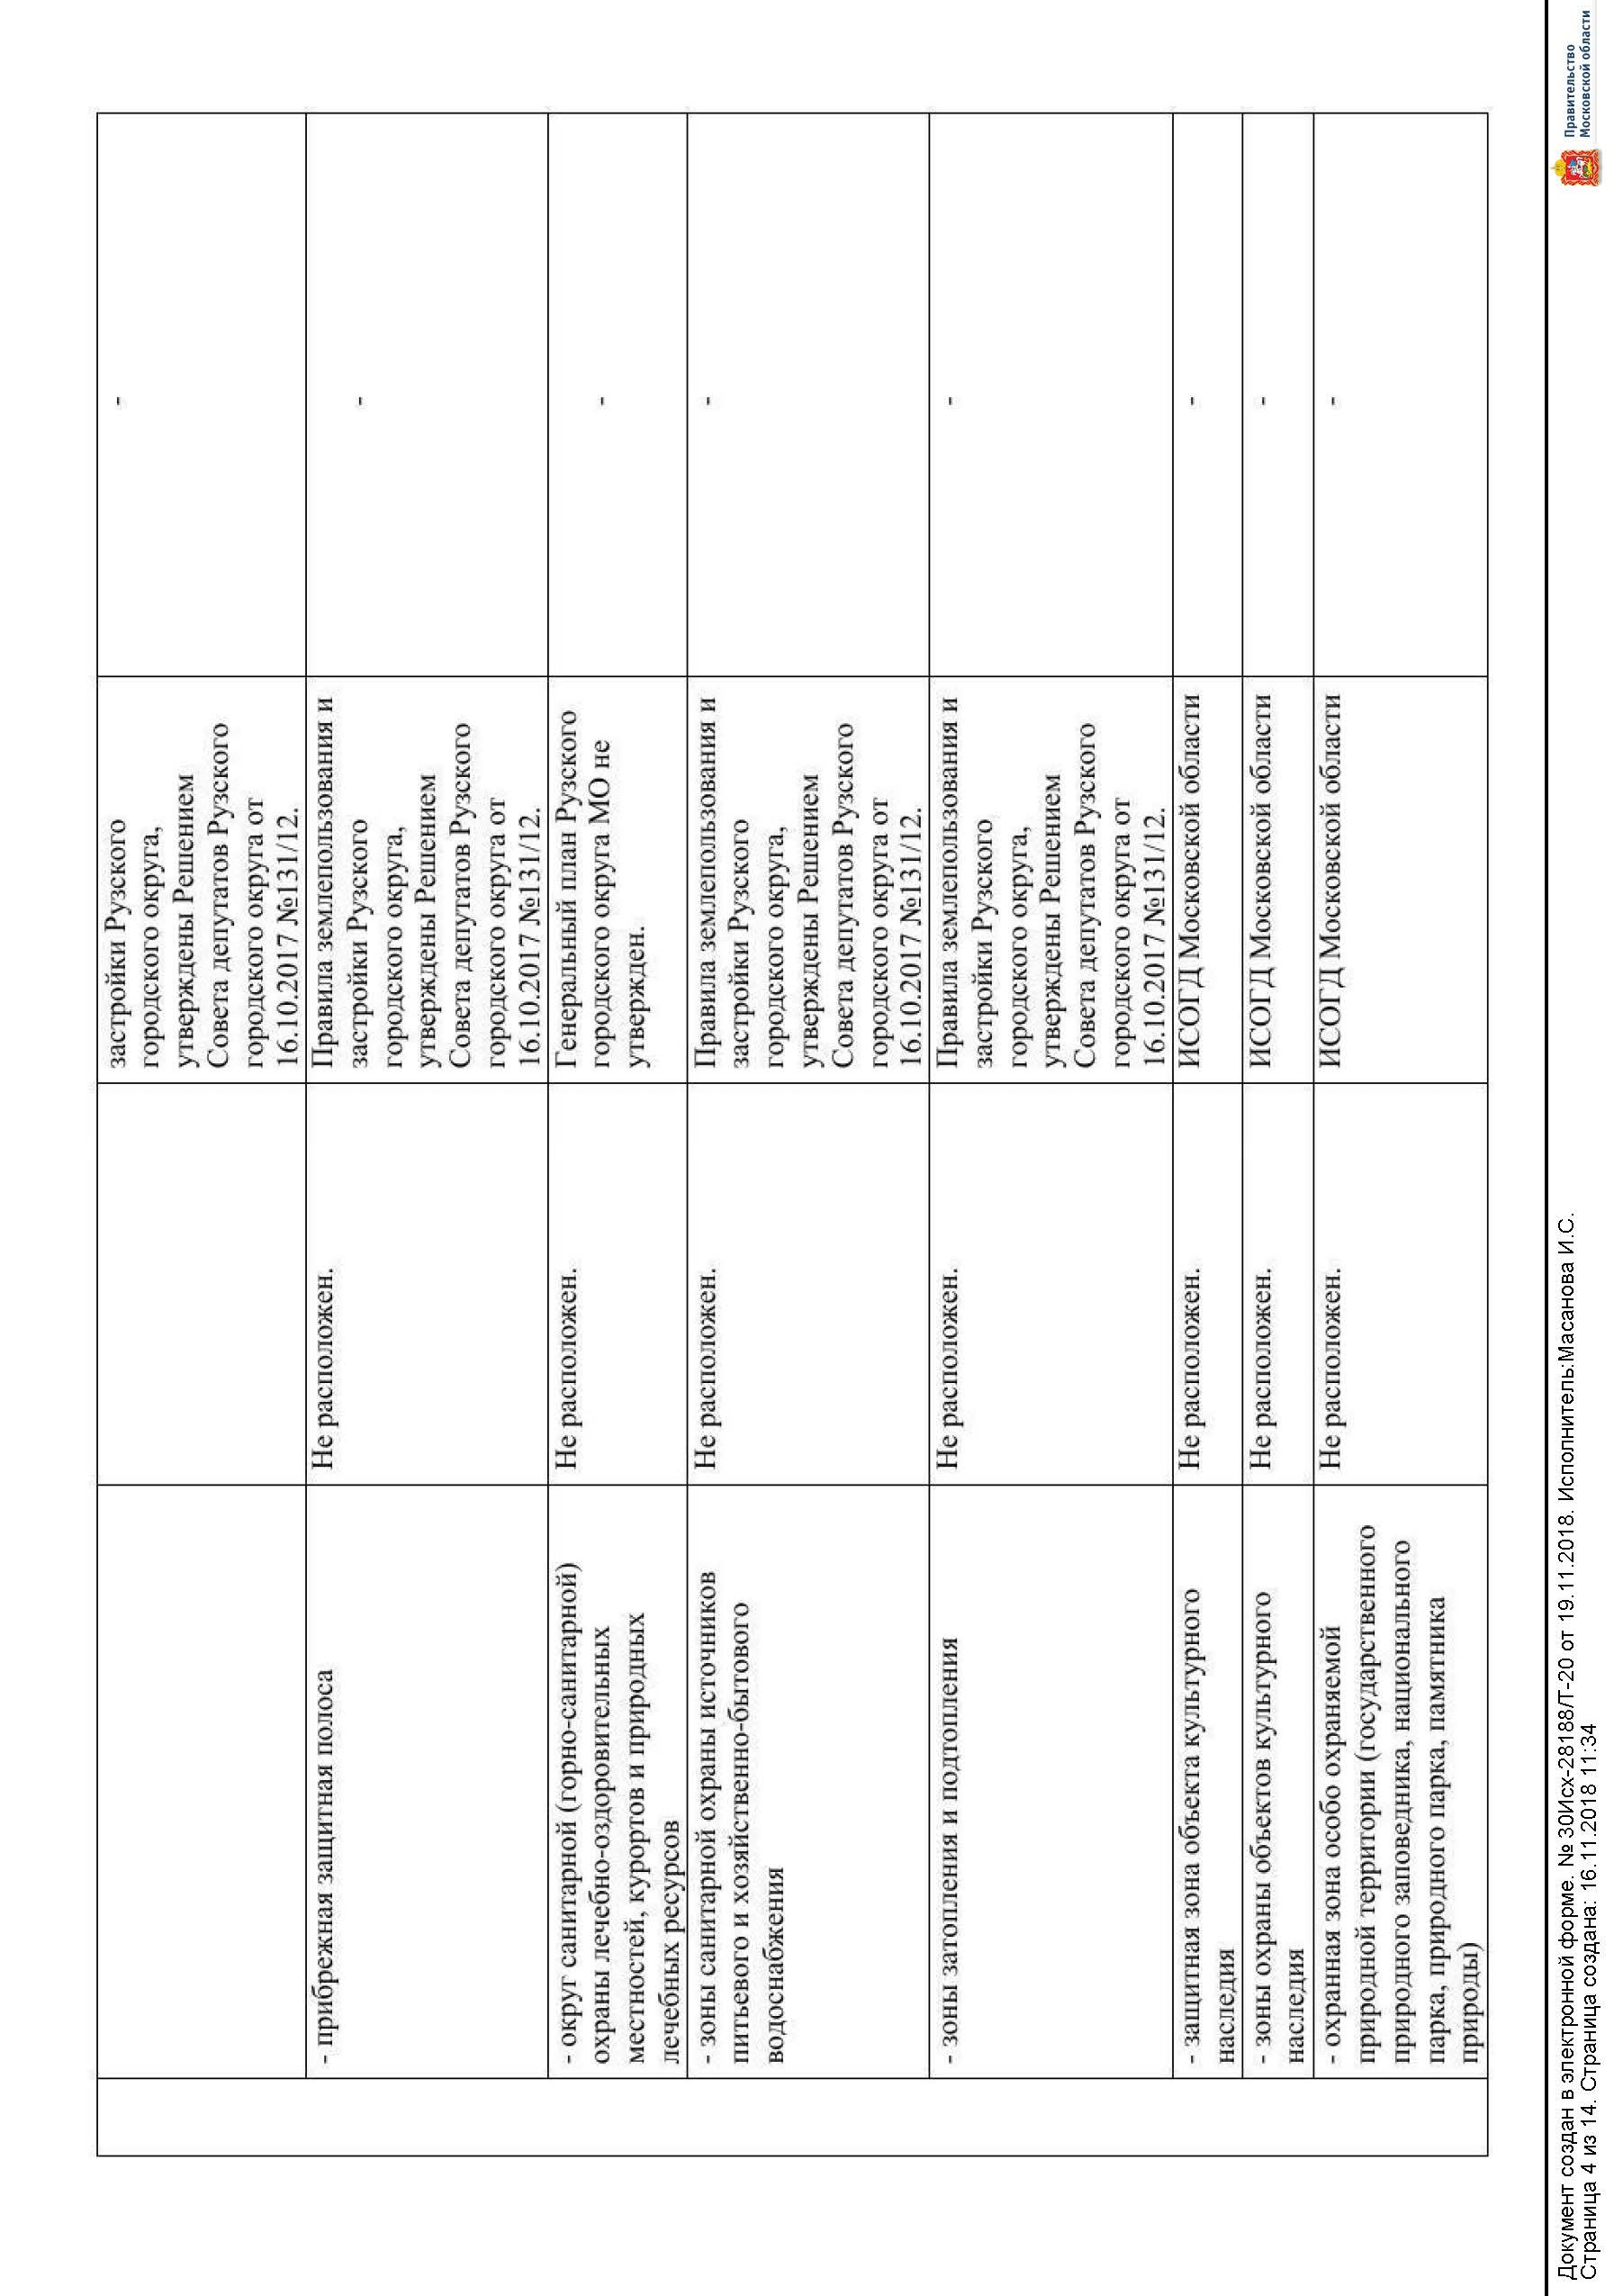 застройки Рузского
городского округа,
утверждены Решением
Совета депутатов Рузского
городского округа от
16.10.2017 №131/12.
-
- прибрежная защитная полоса
Не расположен.
Правила землепользования и
застройки Рузского
городского округа,
утверждены Решением
Совета депутатов Рузского
городского округа от
16.10.2017 №131/12.
-
- округ санитарной (горно-санитарной)
охраны лечебно-оздоровительных
местностей, курортов и природных
лечебных ресурсов
Не расположен.
Генеральный план Рузского
городского округа МО не
утвержден.
-
- зоны санитарной охраны источников
питьевого и хозяйственно-бытового
водоснабжения
Не расположен.
Правила землепользования и
застройки Рузского
городского округа,
утверждены Решением
Совета депутатов Рузского
городского округа от
16.10.2017 №131/12.
-
- зоны затопления и подтопления
Не расположен.
Правила землепользования и
застройки Рузского
городского округа,
утверждены Решением
Совета депутатов Рузского
городского округа от
16.10.2017 №131/12.
-
- защитная зона объекта культурного
наследия
Не расположен.
ИСОГД Московской области
-
- зоны охраны объектов культурного
наследия
Не расположен.
ИСОГД Московской области
-
- охранная зона особо охраняемой
природной территории (государственного
природного заповедника, национального
парка, природного парка, памятника
природы)
Не расположен.
ИСОГД Московской области
-
Документ создан в электронной форме. № 30Исх-28188/Т-20 от 19.11.2018. Исполнитель:Масанова И.С.
Страница 4 из 14. Страница создана: 16.11.2018 11:34
Правительство
Московской области